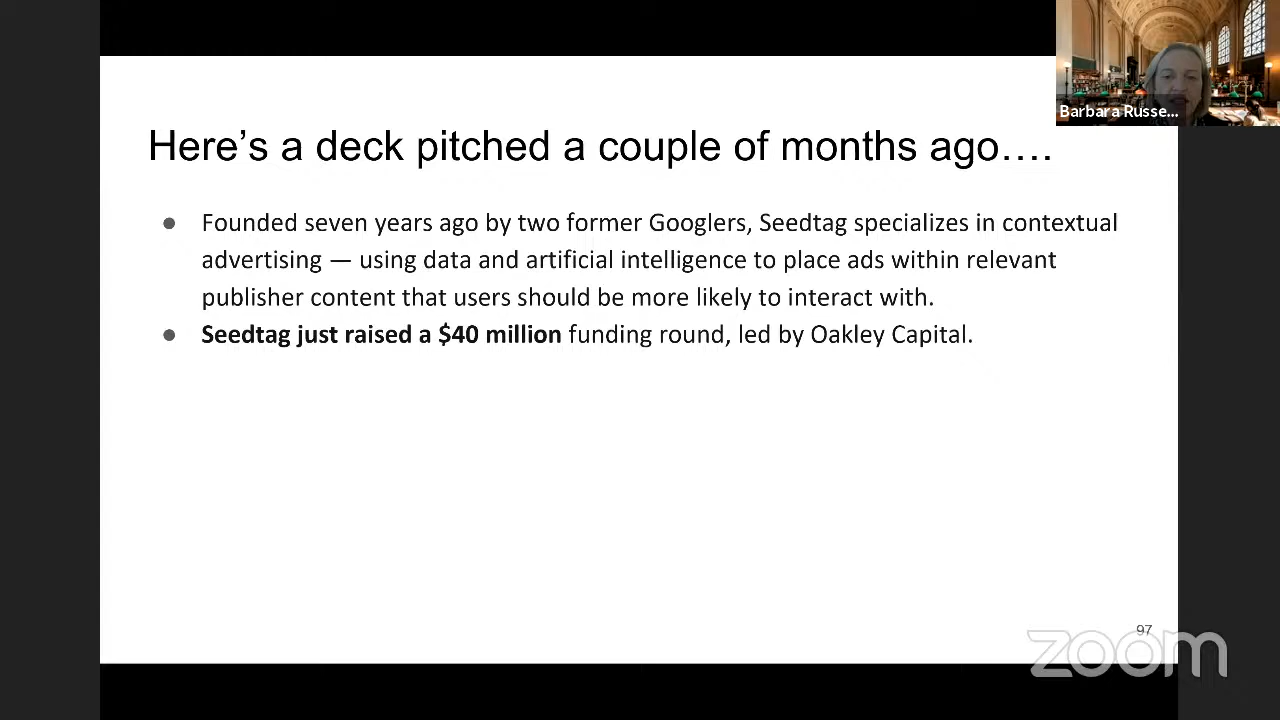 Barbara Russe...
Here’s a deck pitched a couple of months ago….
● Founded seven years ago by two former Googlers, Seedtag specializes in contextual
advertising — using data and artificial intelligence to place ads within relevant
publisher content that users should be more likely to interact with.
● Seedtag just raised a $40 million funding round, led by Oakley Capital.
97
zoom